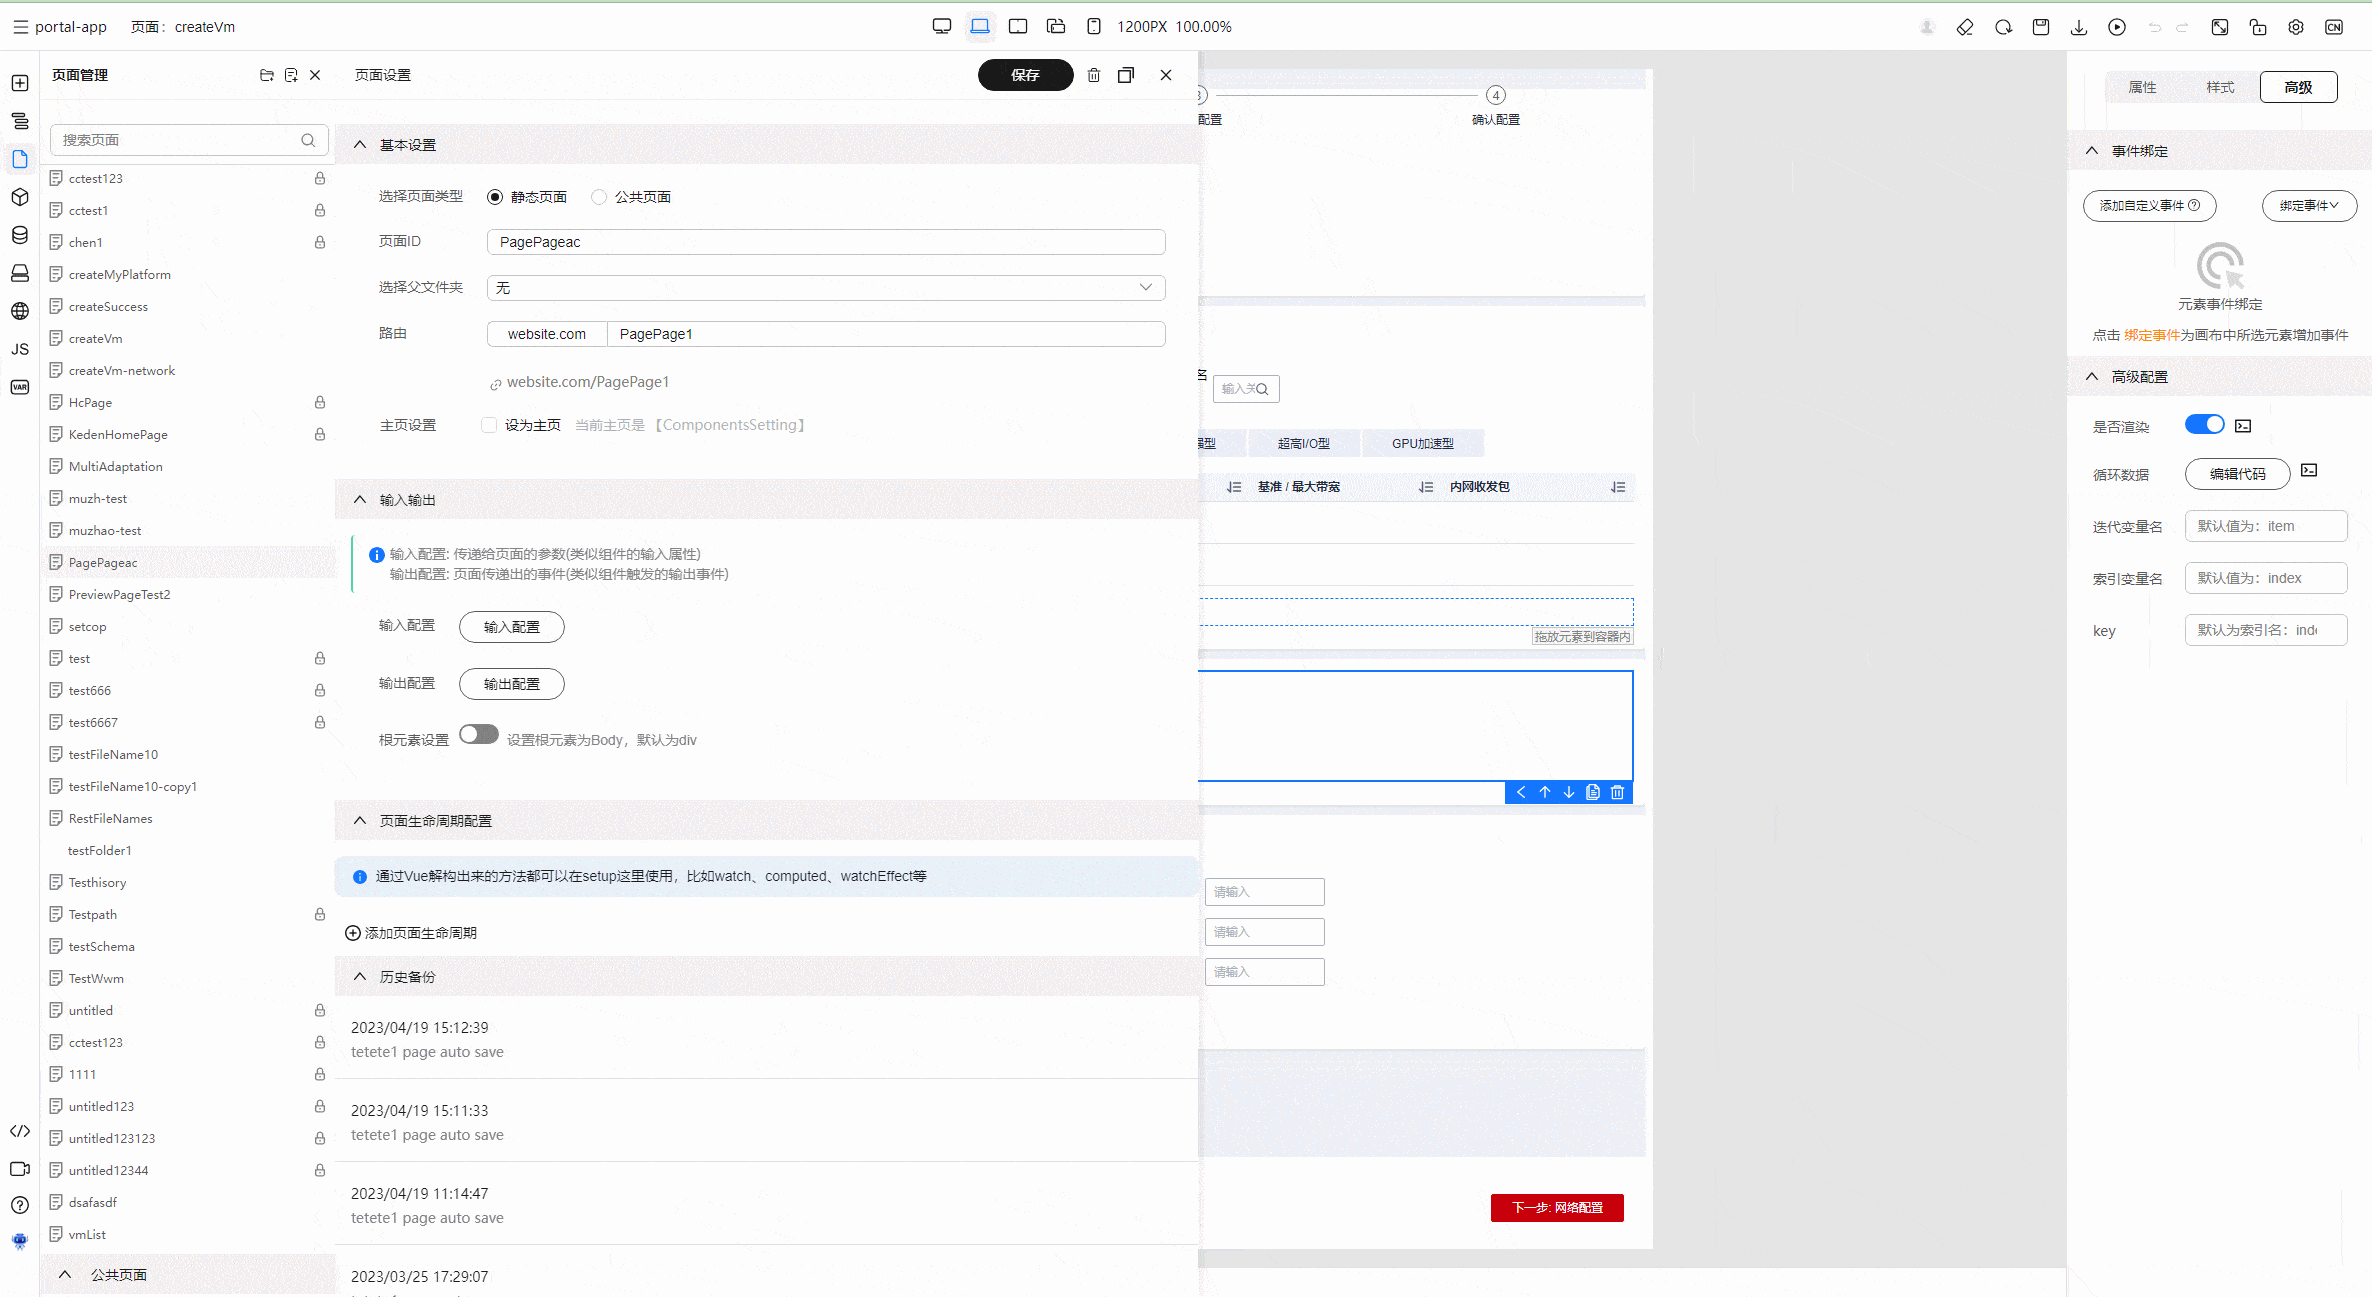 portal-app 页面：createVm
1200PX 100.00%
CN
页面管理
搜索页面
cctest123
cctest1
chen1
createMyPlatform
createSuccess
createVm
createVm-network
HcPage
KedenHomePage
MultiAdaptation
muzh-test
muzhao-test
PagePageac
PreviewPageTest2
setcop
test
test666
test6667
testFileName10
testFileName10-copy1
RestFileNames
testFolder1
Testhisory
Testpath
testSchema
TestWwm
untitled
cctest123
1111
untitled123
untitled123123
untitled12344
dsafasdf
vmList
公共页面
JS
VAR
页面设置
保存
基本设置
选择页面类型 静态页面 公共页面
页面ID PagePageac
选择父文件夹 无
路由 website.com PagePage1
website.com/PagePage1
主页设置 设为主页 当前主页是 【ComponentsSetting】
输入输出
输入配置: 传递给页面的参数(类似组件的输入属性)
输出配置: 页面传递出的事件(类似组件触发的输出事件)
输入配置 输入配置
输出配置 输出配置
根元素设置 设置根元素为Body，默认为div
页面生命周期配置
通过Vue解构出来的方法都可以在setup这里使用，比如watch、computed、watchEffect等
添加页面生命周期
历史备份
2023/04/19 15:12:39
tetete1 page auto save
2023/04/19 15:11:33
tetete1 page auto save
2023/04/19 11:14:47
tetete1 page auto save
2023/03/25 17:29:07
4
配置 确认配置
名 输入关
型 超高I/O型 GPU加速型
基准 / 最大带宽 内网收发包
拖放元素到容器内
请输入
请输入
请输入
下一步: 网络配置
属性 样式 高级
事件绑定
添加自定义事件 绑定事件
元素事件绑定
点击 绑定事件为画布中所选元素增加事件
高级配置
是否渲染
循环数据 编辑代码
迭代变量名 默认值为：item
索引变量名 默认值为：index
key 默认为索引名：inde